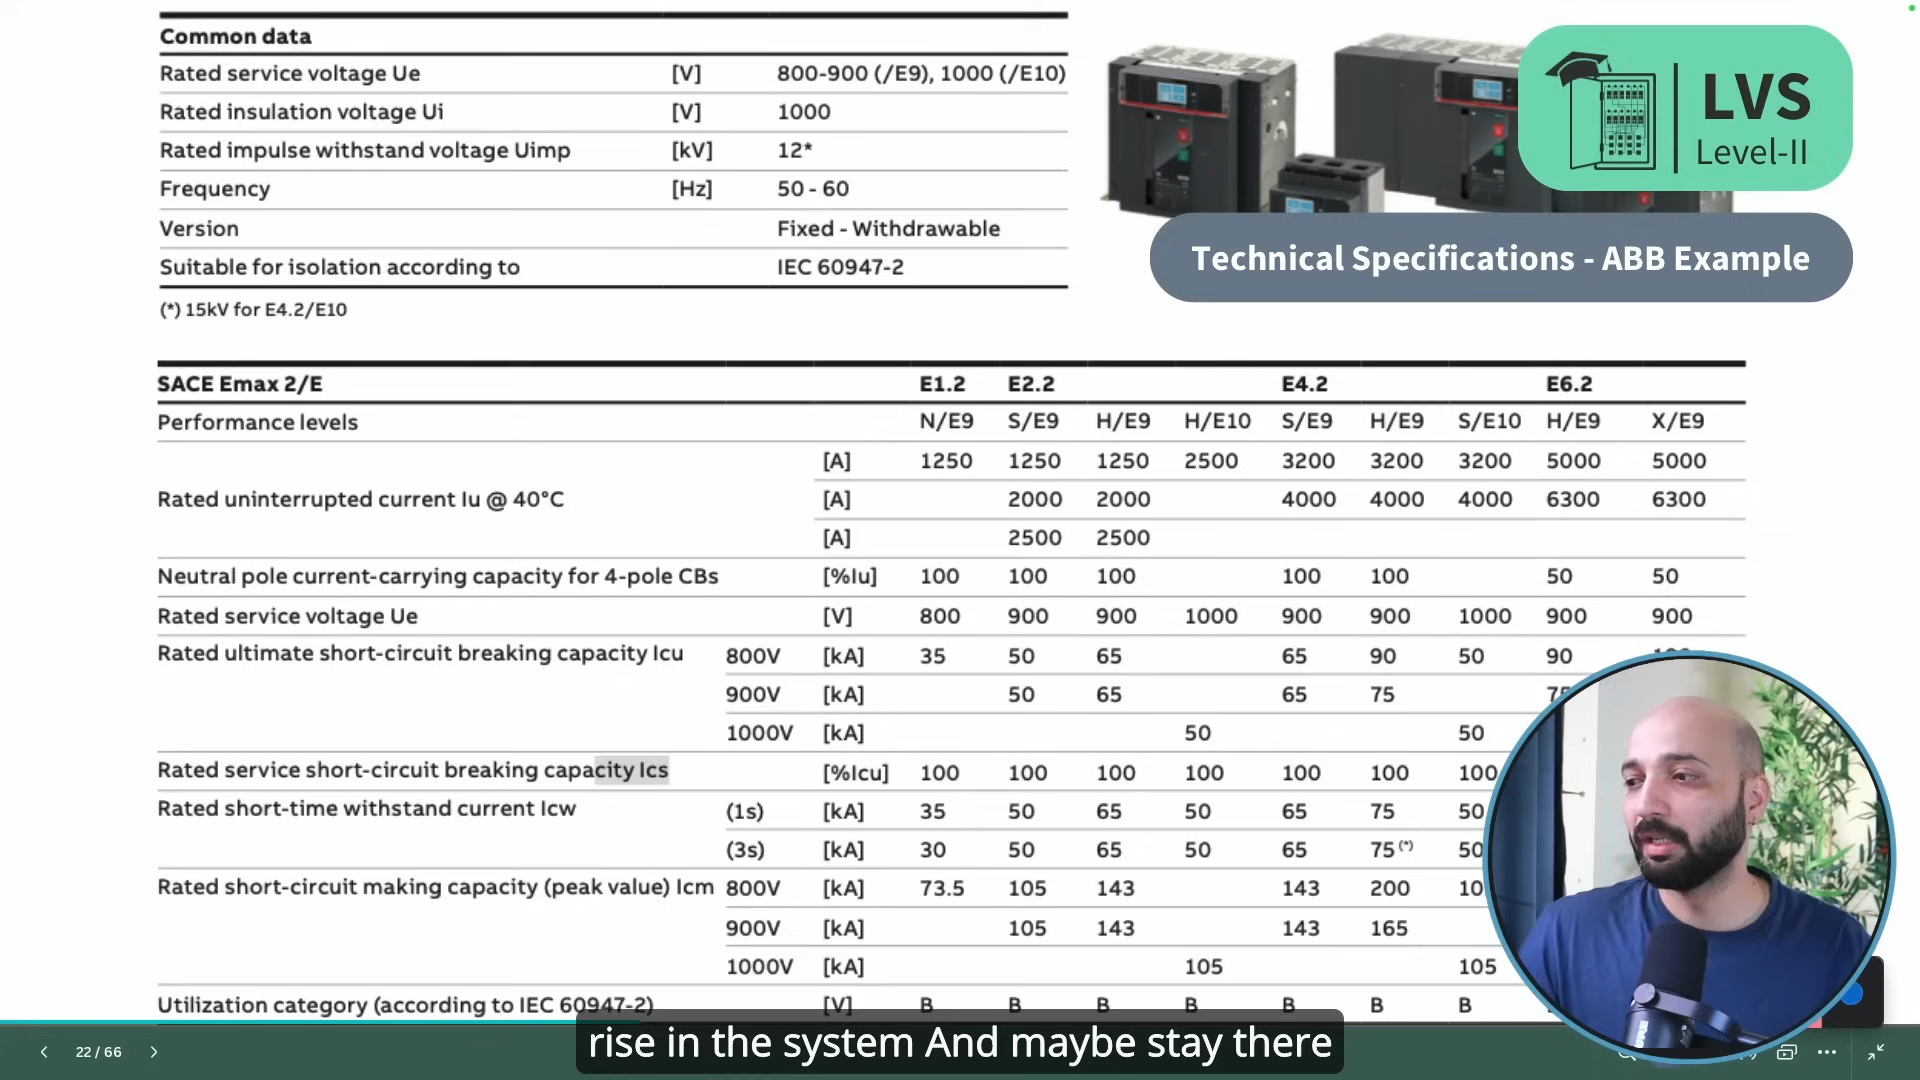 Common data
Rated service voltage Ue [V] 800-900 (/E9), 1000 (/E10)
Rated insulation voltage Ui [V] 1000
Rated impulse withstand voltage Uimp [kV] 12*
Frequency [Hz] 50 - 60
Version Fixed - Withdrawable
Suitable for isolation according to IEC 60947-2
(*) 15kV for E4.2/E10
LVS
Level-II
Technical Specifications - ABB Example
SACE Emax 2/E E1.2 E2.2 E4.2 E6.2
Performance levels N/E9 S/E9 H/E9 H/E10 S/E9 H/E9 S/E10 H/E9 X/E9
[A] 1250 1250 1250 2500 3200 3200 3200 5000 5000
Rated uninterrupted current Iu @ 40°C [A] 2000 2000 4000 4000 4000 6300 6300
[A] 2500 2500
Neutral pole current-carrying capacity for 4-pole CBs [%Iu] 100 100 100 100 100 50 50
Rated service voltage Ue [V] 800 900 900 1000 900 900 1000 900 900
Rated ultimate short-circuit breaking capacity Icu 800V [kA] 35 50 65 65 90 50 90
900V [kA] 50 65 65 75
1000V [kA] 50 50
Rated service short-circuit breaking capacity Ics [%Icu] 100 100 100 100 100 100 100
Rated short-time withstand current Icw (1s) [kA] 35 50 65 50 65 75 50
(3s) [kA] 30 50 65 50 65 75 (*) 50
Rated short-circuit making capacity (peak value) Icm 800V [kA] 73.5 105 143 143 200
900V [kA] 105 143 143 165
1000V [kA] 105 105
Utilization category (according to IEC 60947-2) [V] B B B B B B B
rise in the system And maybe stay there
22 / 66